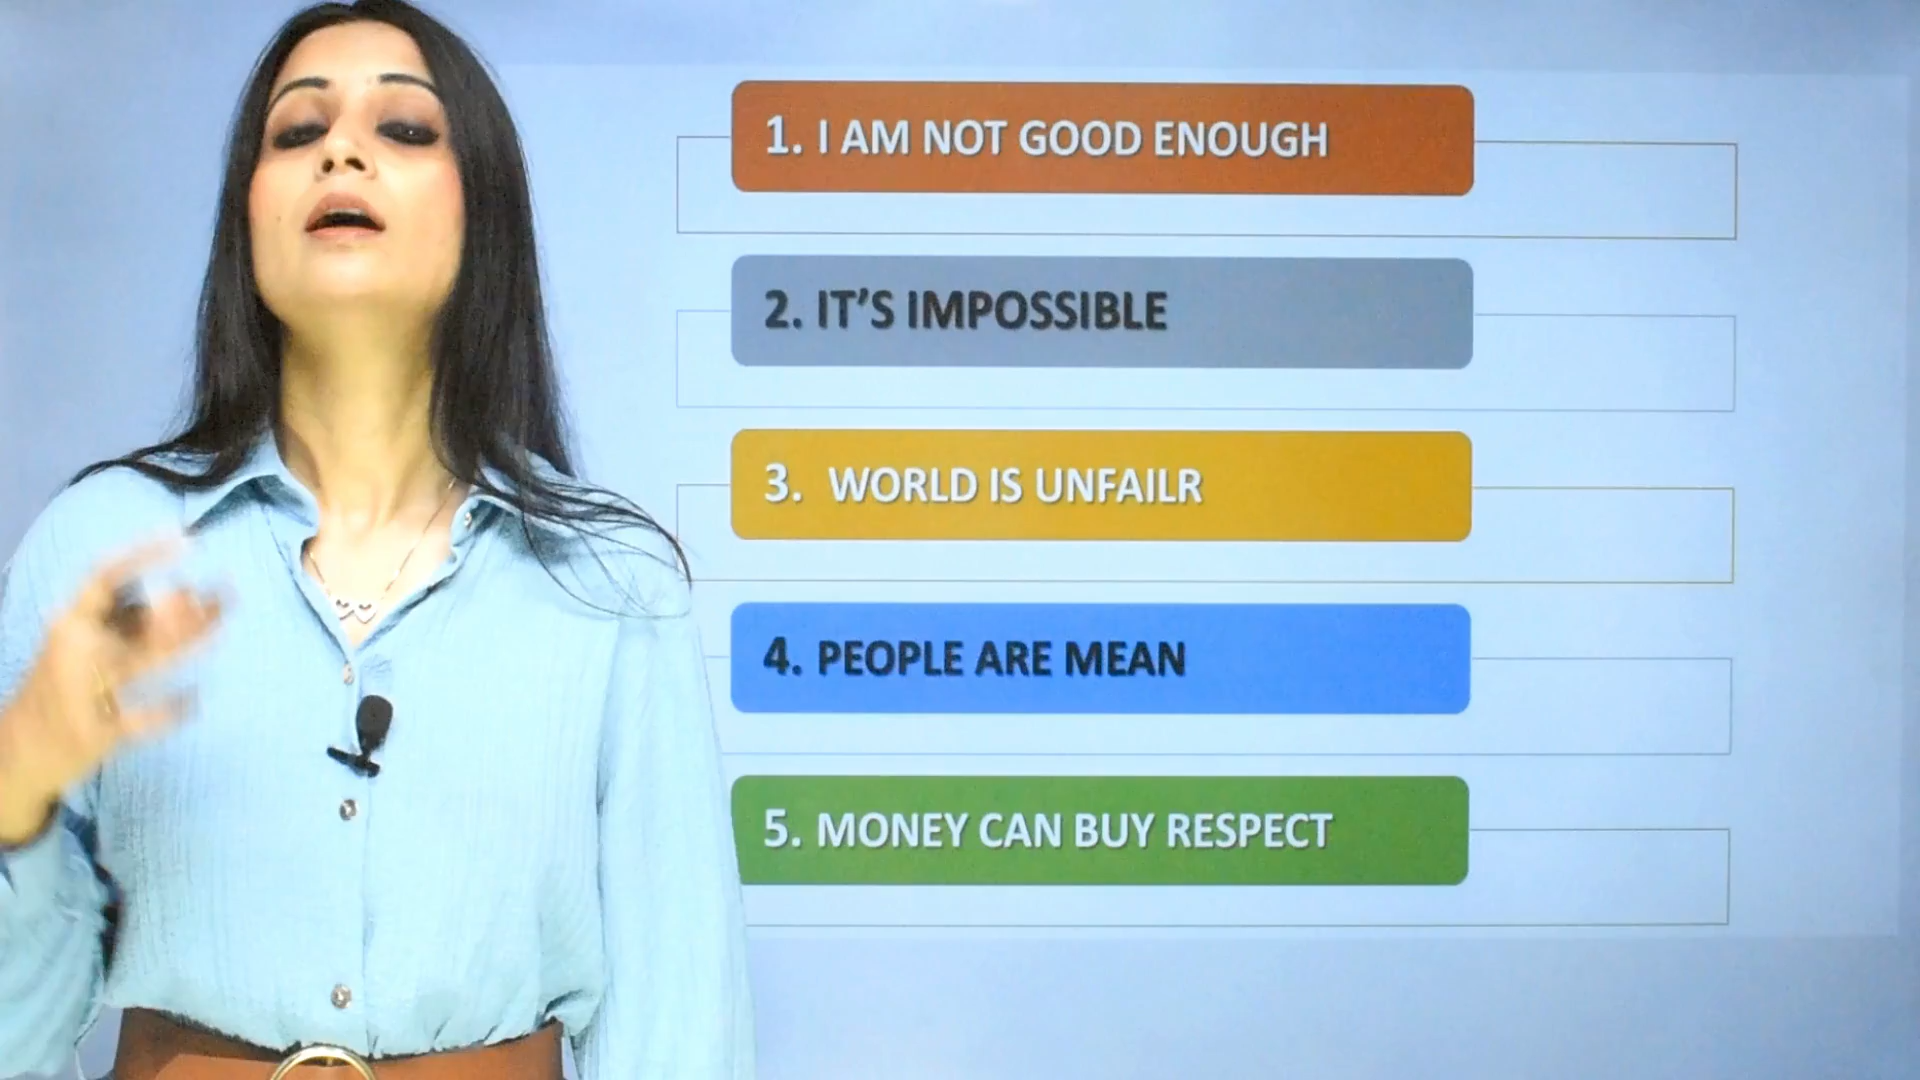 1. I AM NOT GOOD ENOUGH
2. IT'S IMPOSSIBLE
3. WORLD IS UNFAILR
4. PEOPLE ARE MEAN
5. MONEY CAN BUY RESPECT